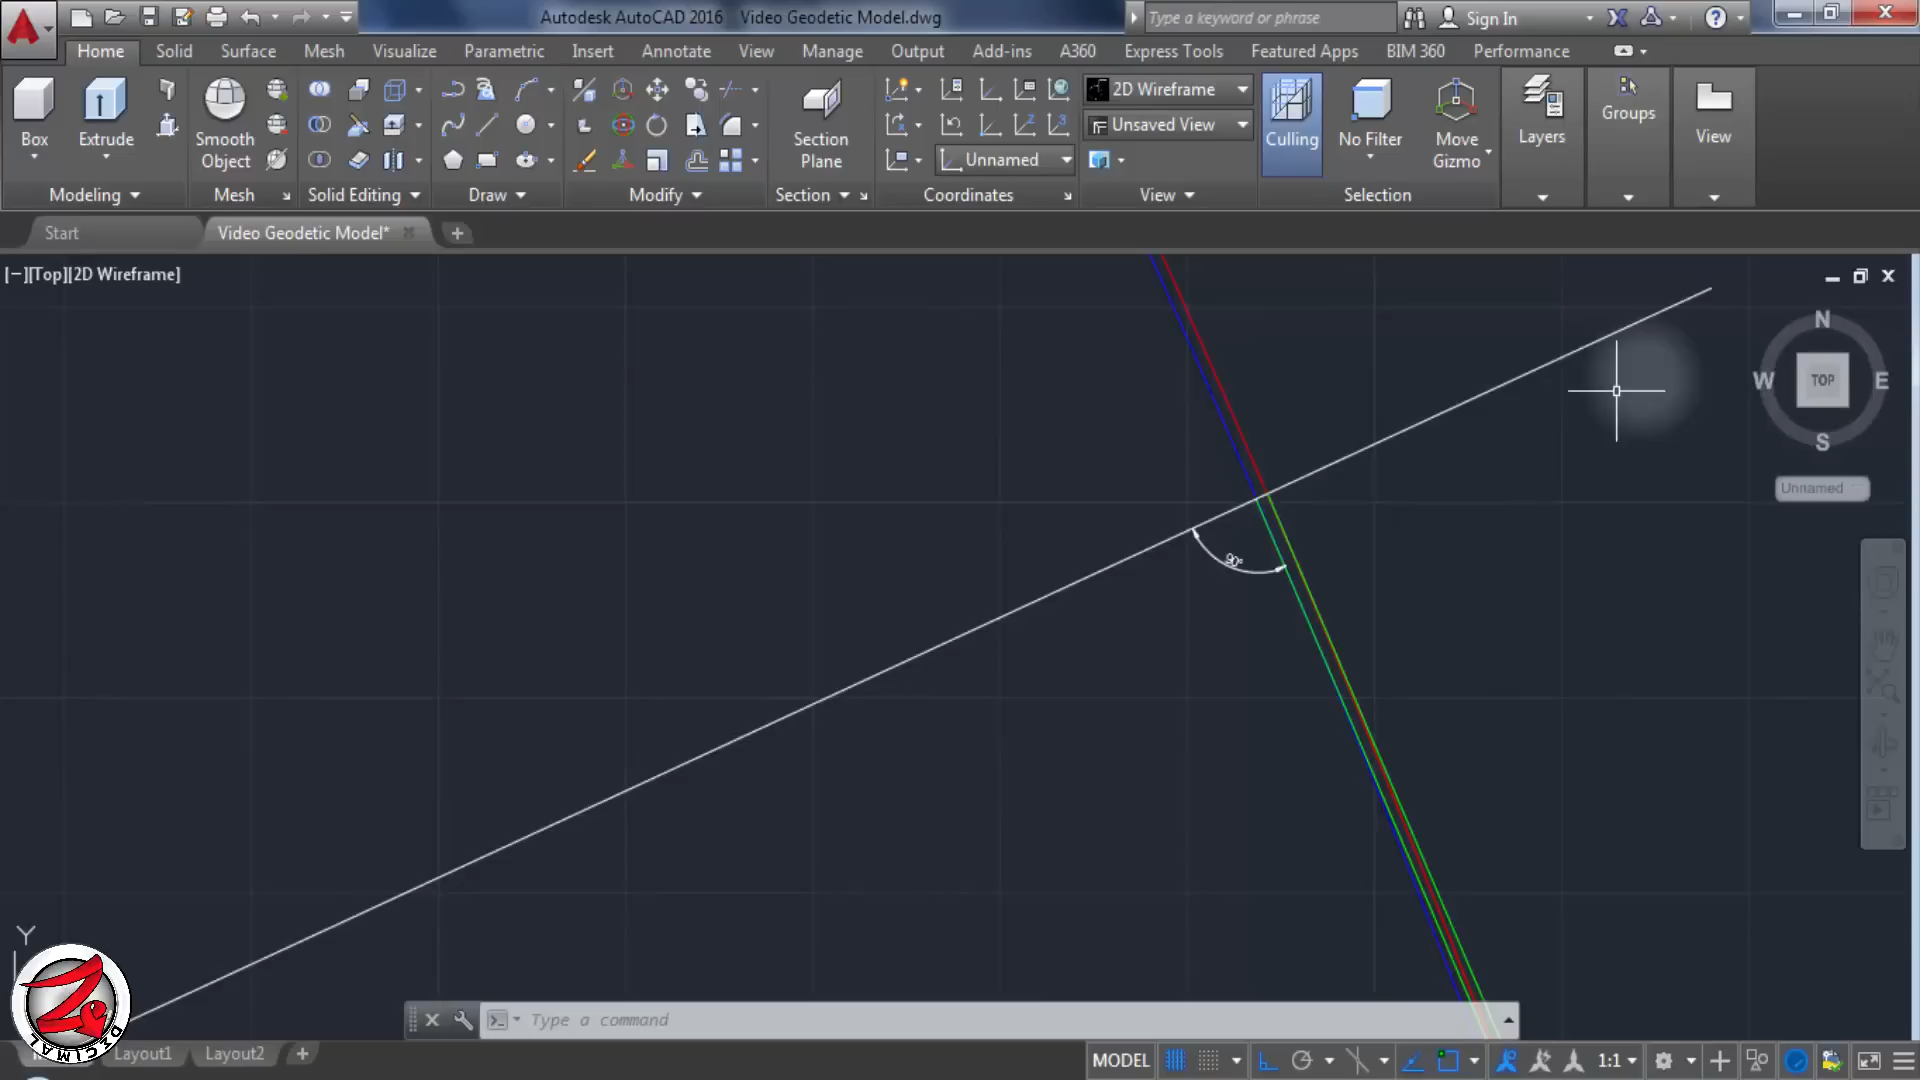 Autodesk AutoCAD 2016 Video Geodetic Model.dwg
Type a keyword or phrase
Sign In
Home Solid Surface Mesh Visualize Parametric Insert Annotate View Manage Output Add-ins A360 Express Tools Featured Apps BIM 360 Performance
2D Wireframe
Unsaved View
Unnamed
Box
Extrude
Smooth Object
Section Plane
Culling
No Filter
Move Gizmo
Layers
Groups
View
Modeling Mesh Solid Editing Draw Modify Section Coordinates View Selection
Start Video Geodetic Model*
[−][Top][2D Wireframe]
N
W TOP E
S
Unnamed
90°
Y
Type a command
DECIMAL
Layout1 Layout2
MODEL 1:1